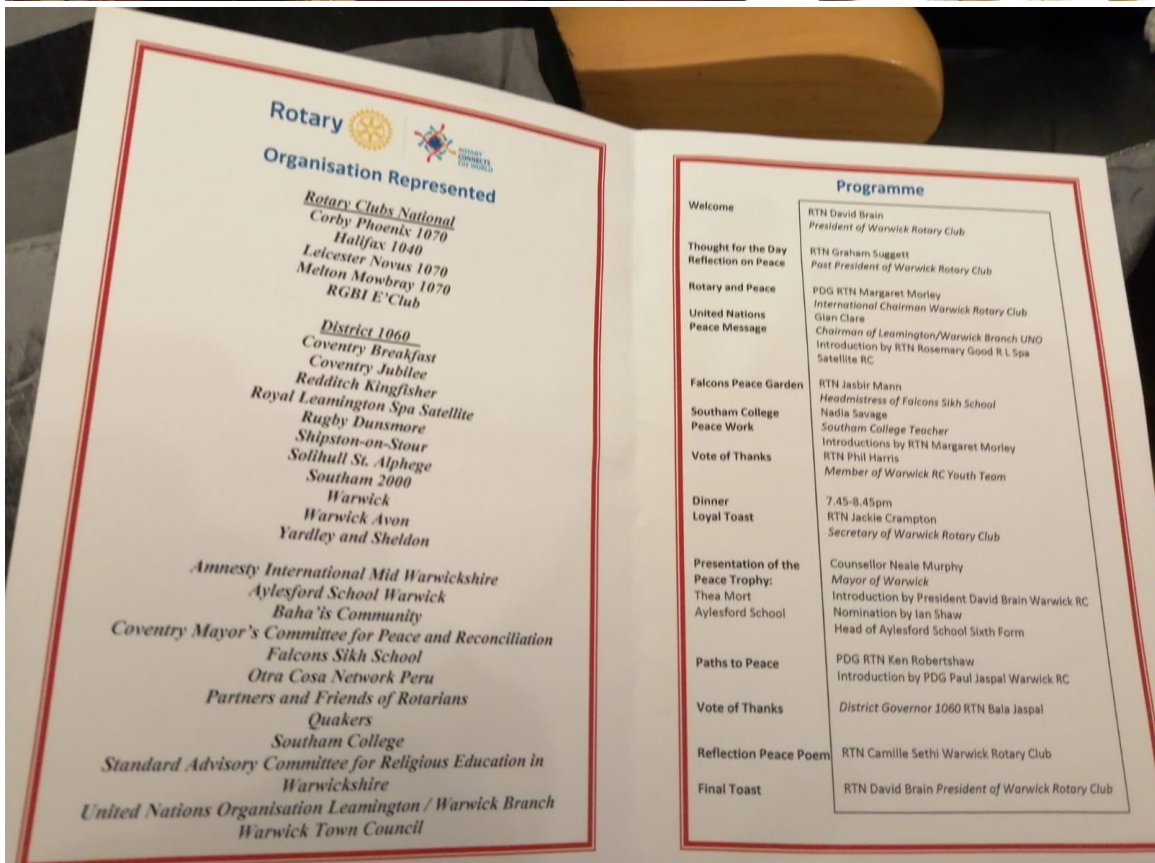 Rotary
ROTARY
CONNECTS
THE WORLD
Organisation Represented
Rotary Clubs National
Corby Phoenix 1070
Halifax 1040
Leicester Novus 1070
Melton Mowbray 1070
RGBI E'Club
District 1060
Coventry Breakfast
Coventry Jubilee
Redditch Kingfisher
Royal Leamington Spa Satellite
Rugby Dunsmore
Shipston-on-Stour
Solihull St. Alphege
Southam 2000
Warwick
Warwick Avon
Yardley and Sheldon
Amnesty International Mid Warwickshire
Aylesford School Warwick
Baha'is Community
Coventry Mayor's Committee for Peace and Reconciliation
Falcons Sikh School
Otra Cosa Network Peru
Partners and Friends of Rotarians
Quakers
Southam College
Standard Advisory Committee for Religious Education in
Warwickshire
United Nations Organisation Leamington / Warwick Branch
Warwick Town Council
Programme
Welcome RTN David Brain
President of Warwick Rotary Club
Thought for the Day RTN Graham Suggett
Reflection on Peace Past President of Warwick Rotary Club
Rotary and Peace PDG RTN Margaret Morley
International Chairman Warwick Rotary Club
United Nations Gian Clare
Peace Message Chairman of Leamington/Warwick Branch UNO
Introduction by RTN Rosemary Good R L Spa
Satellite RC
Falcons Peace Garden RTN Jasbir Mann
Headmistress of Falcons Sikh School
Southam College Nadia Savage
Peace Work Southam College Teacher
Introductions by RTN Margaret Morley
Vote of Thanks RTN Phil Harris
Member of Warwick RC Youth Team
Dinner 7.45-8.45pm
Loyal Toast RTN Jackie Crampton
Secretary of Warwick Rotary Club
Presentation of the Counsellor Neale Murphy
Peace Trophy: Mayor of Warwick
Thea Mort Introduction by President David Brain Warwick RC
Aylesford School Nomination by Ian Shaw
Head of Aylesford School Sixth Form
Paths to Peace PDG RTN Ken Robertshaw
Introduction by PDG Paul Jaspal Warwick RC
Vote of Thanks District Governor 1060 RTN Bala Jaspal
Reflection Peace Poem RTN Camille Sethi Warwick Rotary Club
Final Toast RTN David Brain President of Warwick Rotary Club